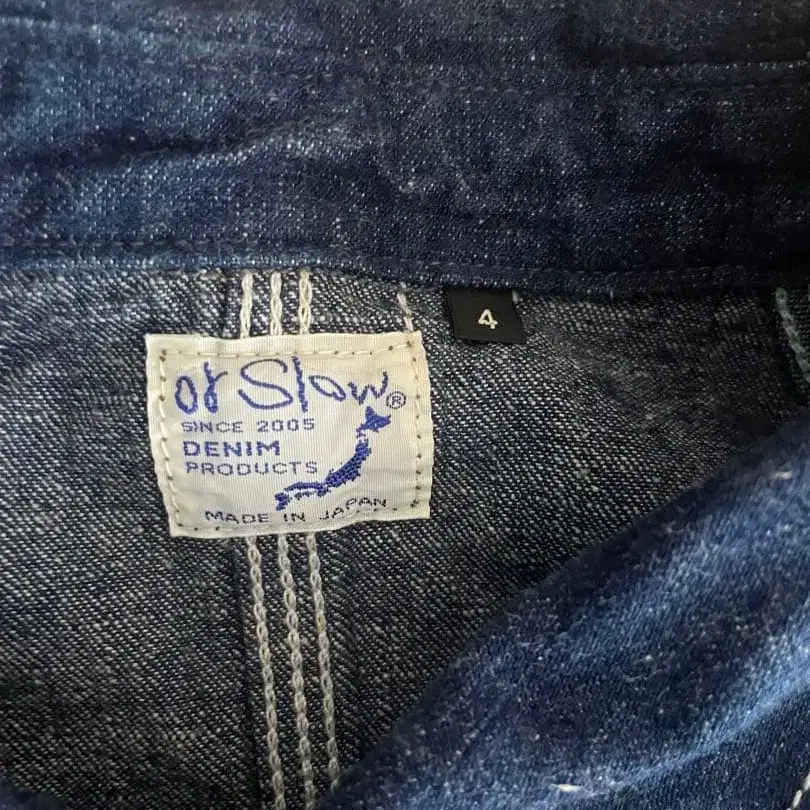 or Slow®
SINCE 2005
DENIM
PRODUCTS
MADE IN JAPAN
4